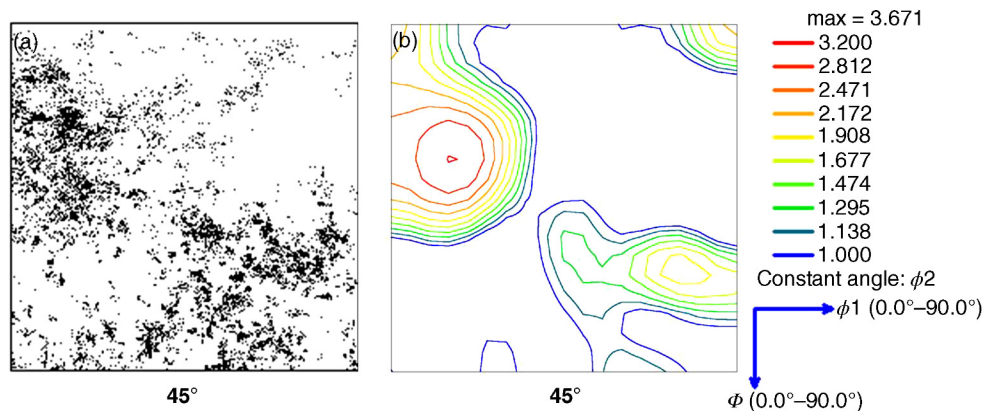 (a)
45°
(b)
45°
max = 3.671
3.200
2.812
2.471
2.172
1.908
1.677
1.474
1.295
1.138
1.000
Constant angle: ϕ2
ϕ1 (0.0°–90.0°)
Φ (0.0°–90.0°)